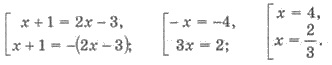 [ x + 1 = 2x − 3,
x + 1 = −(2x − 3);
[ − x = −4,
3x = 2;
[ x = 4,
x = 2/3.